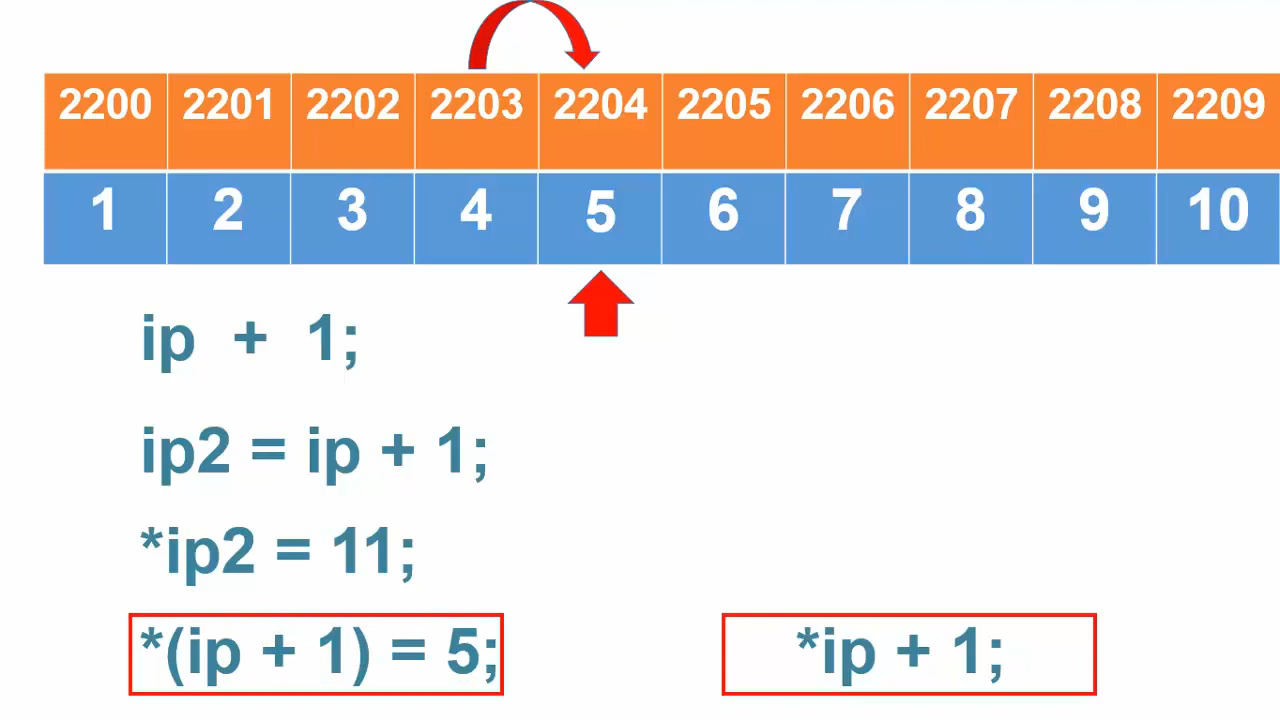 2200 2201 2202 2203 2204 2205 2206 2207 2208 2209
1 2 3 4 5 6 7 8 9 10
ip + 1;
ip2 = ip + 1;
*ip2 = 11;
*(ip + 1) = 5; *ip + 1;